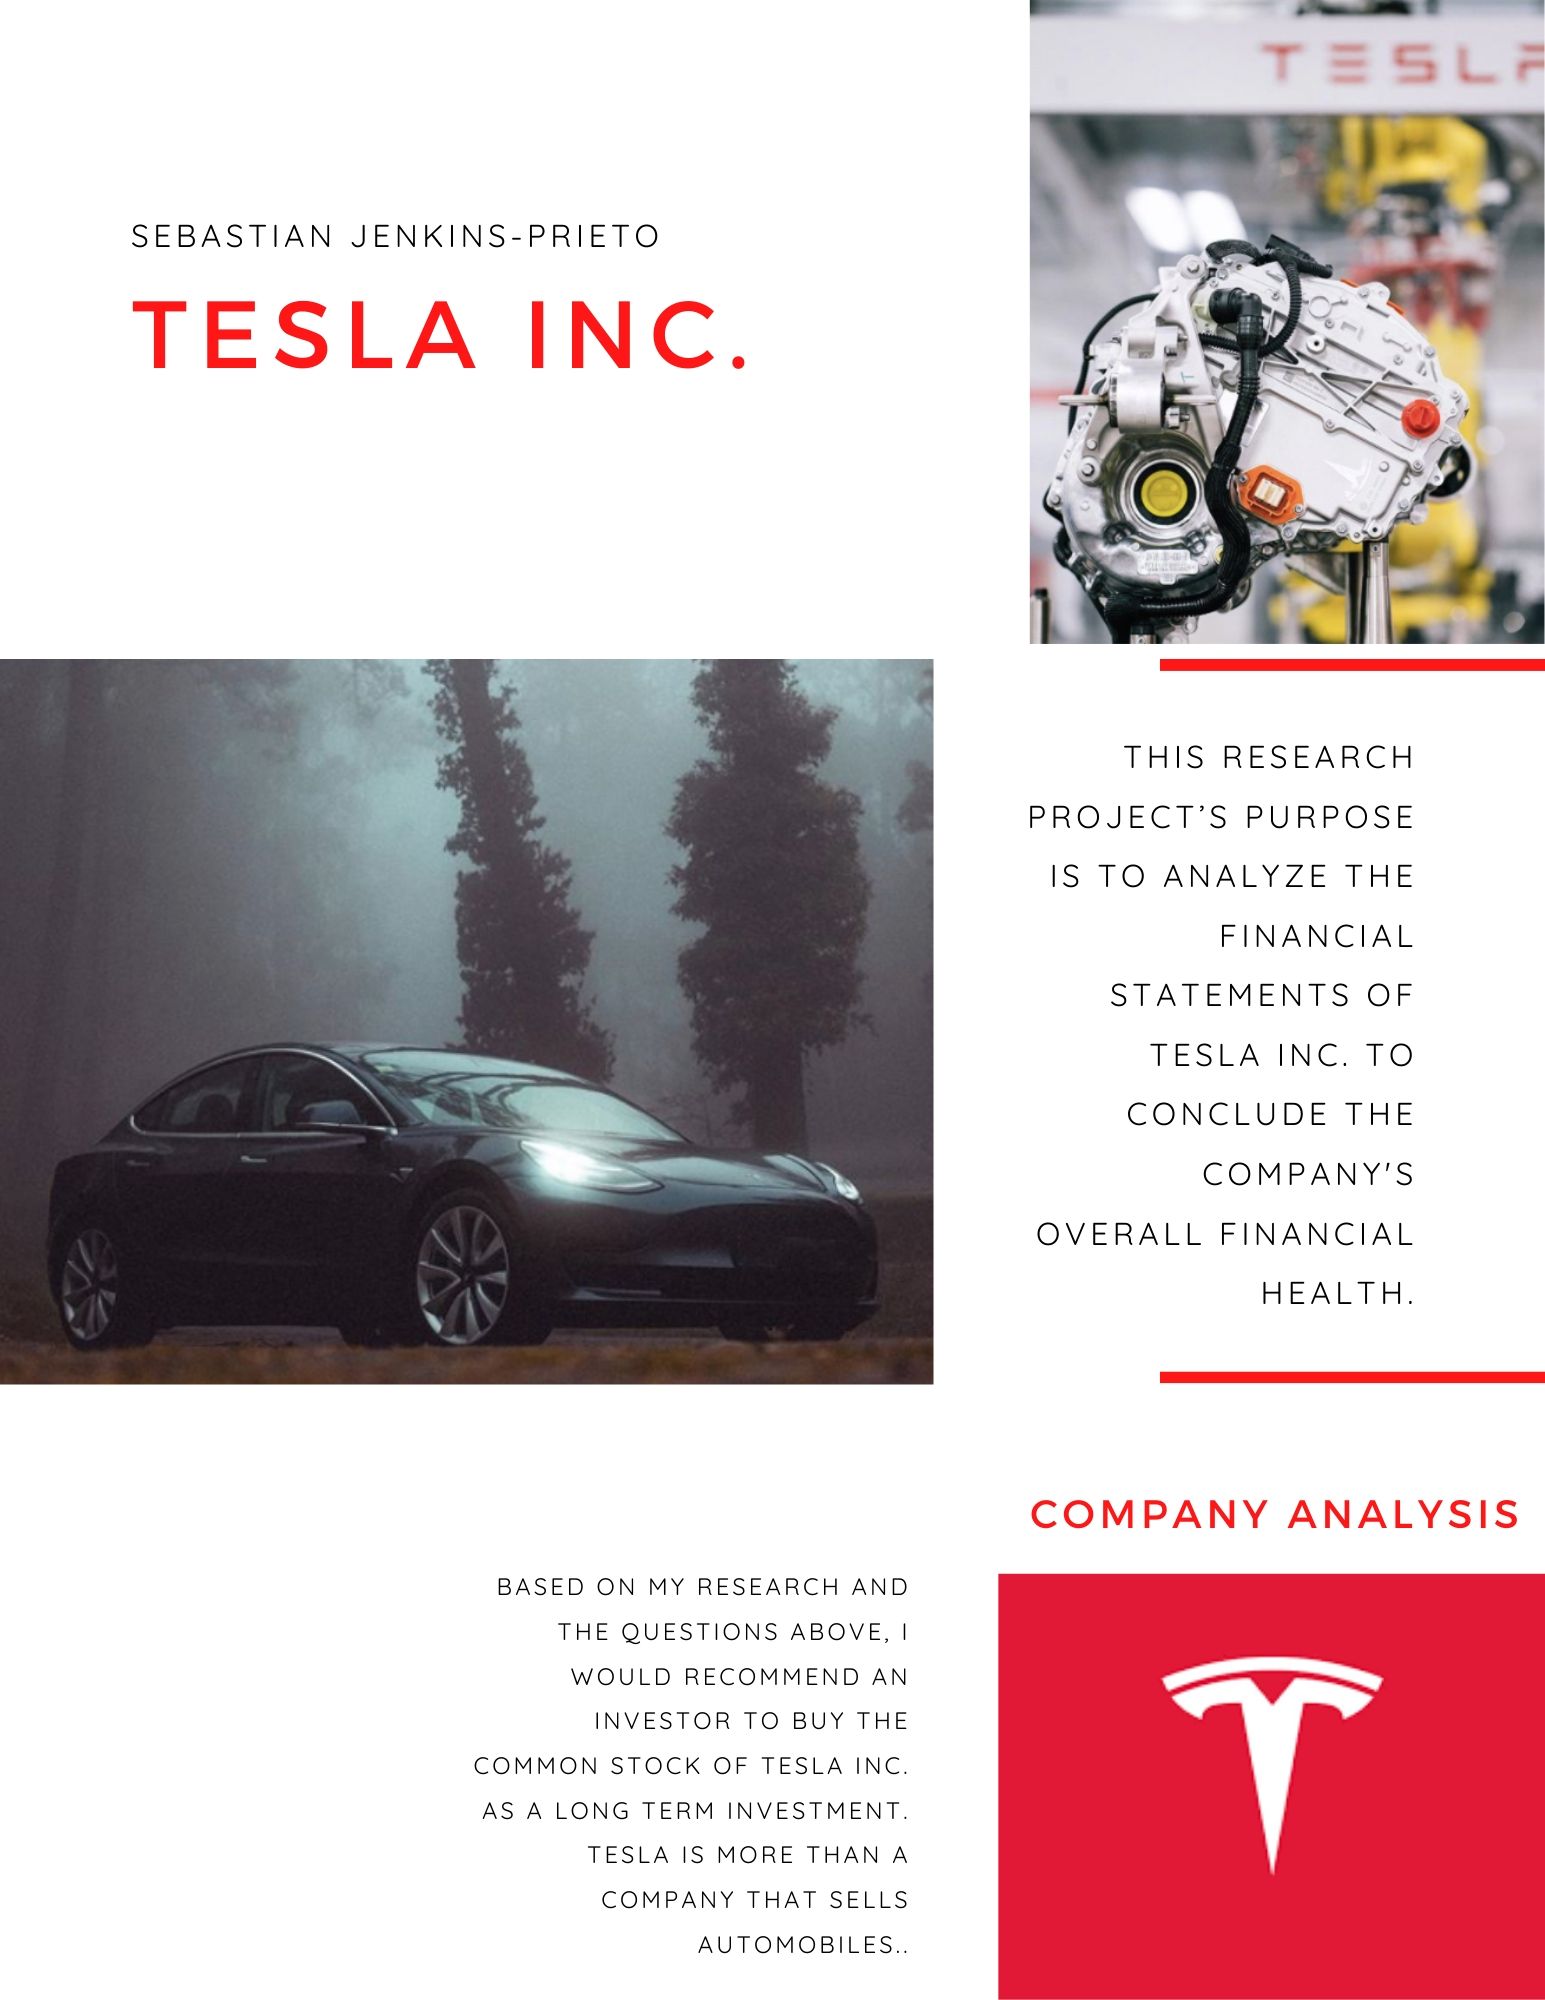 TESLA
SEBASTIAN JENKINS-PRIETO
TESLA INC.
THIS RESEARCH
PROJECT’S PURPOSE
IS TO ANALYZE THE
FINANCIAL
STATEMENTS OF
TESLA INC. TO
CONCLUDE THE
COMPANY'S
OVERALL FINANCIAL
HEALTH.
COMPANY ANALYSIS
BASED ON MY RESEARCH AND
THE QUESTIONS ABOVE, I
WOULD RECOMMEND AN
INVESTOR TO BUY THE
COMMON STOCK OF TESLA INC.
AS A LONG TERM INVESTMENT.
TESLA IS MORE THAN A
COMPANY THAT SELLS
AUTOMOBILES..